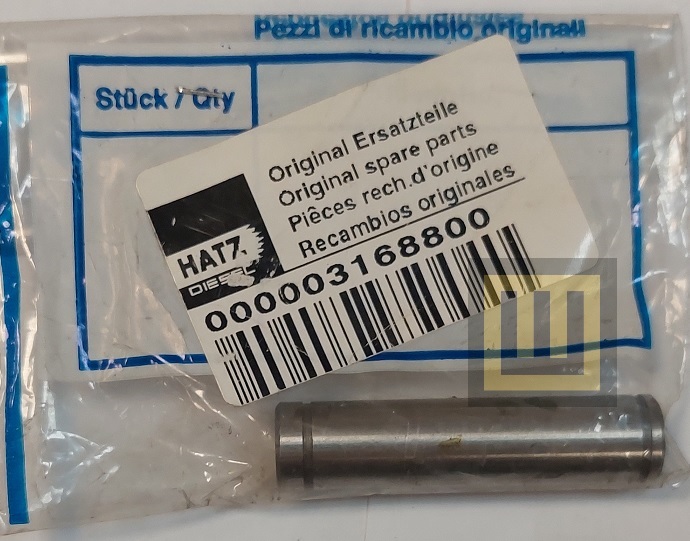 Pezzi di ricambio originali
Stück / Qty
Original Ersatzteile
Original spare parts
Pièces rech.d'origine
Recambios originales
HATZ
DIESEL
000003168800